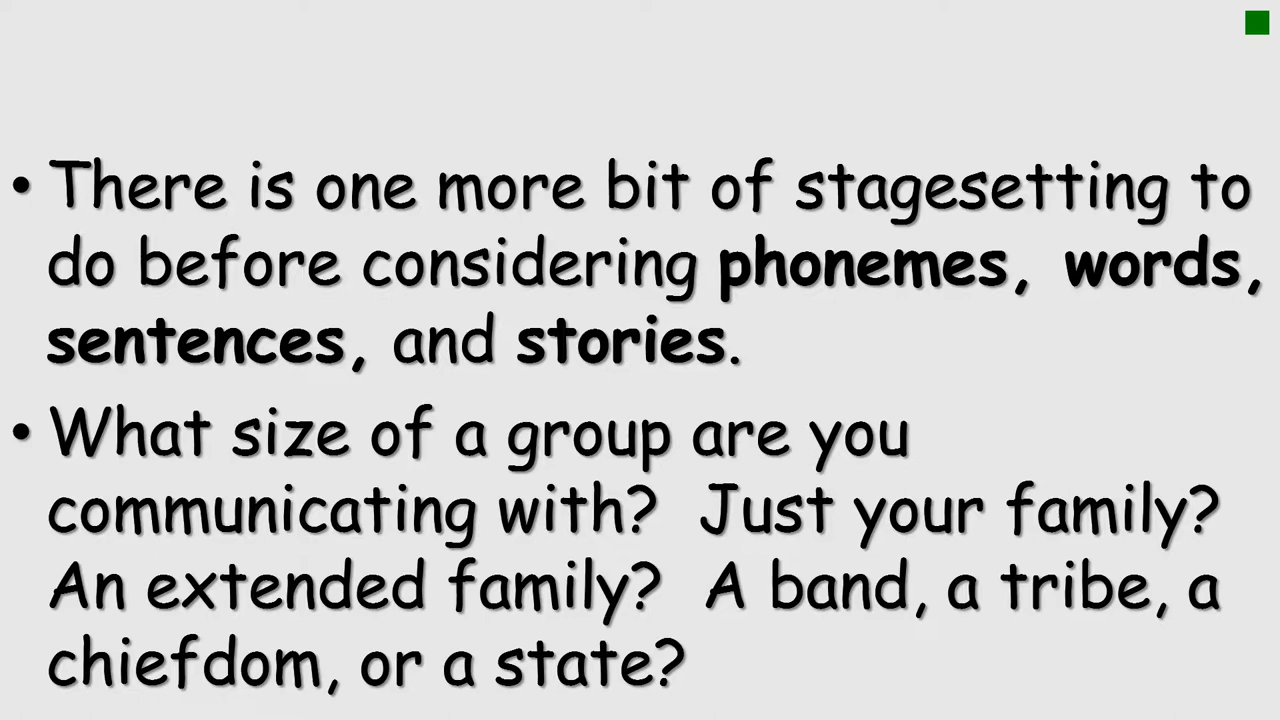 • There is one more bit of stagesetting to
do before considering phonemes, words,
sentences, and stories.
• What size of a group are you
communicating with? Just your family?
An extended family? A band, a tribe, a
chiefdom, or a state?